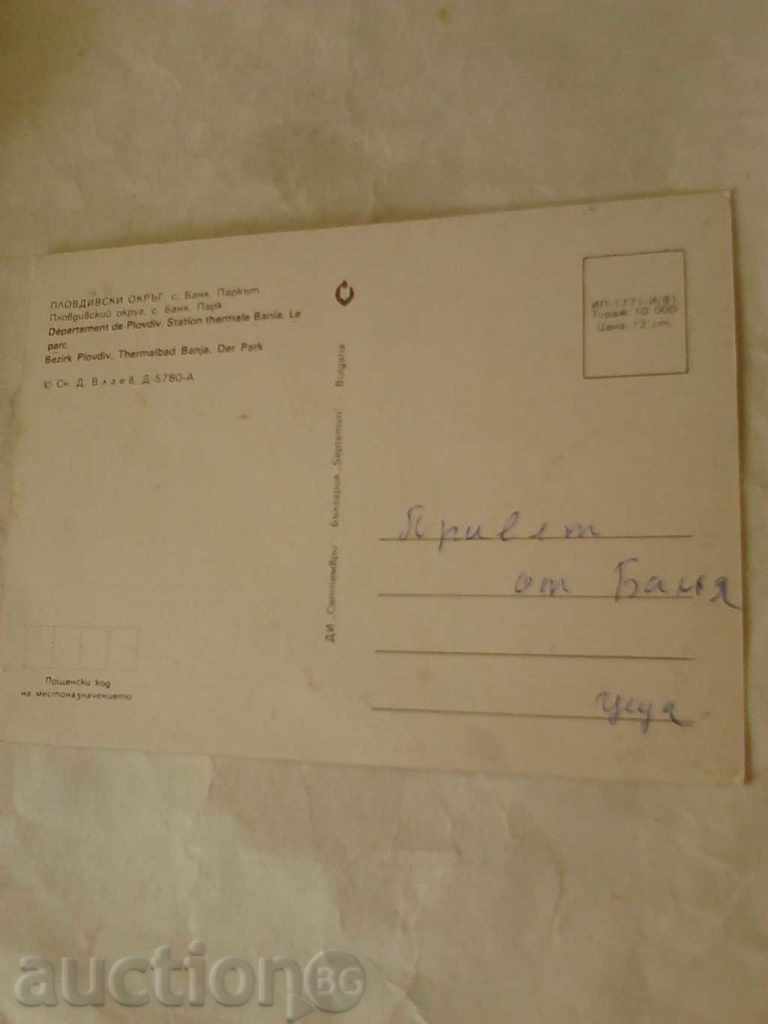 ПЛОВДИВСКИ ОКРЪГ. с. Баня. Паркът
Пловдивский округ, с. Баня. Парк
Département de Plovdiv. Station thermale Banja. Le
parc
Bezirk Plovdiv, Thermalbad Banja. Der Park
© Сн. Д. Влаев, Д-5780-А
ДИ „Септември“ България „Septemvri“ Bulgaria
Тираж 10 000
Цена: 12 ст.
Привет
от Баня
Цеца
Пощенски код
на местоназначението
auctionBG